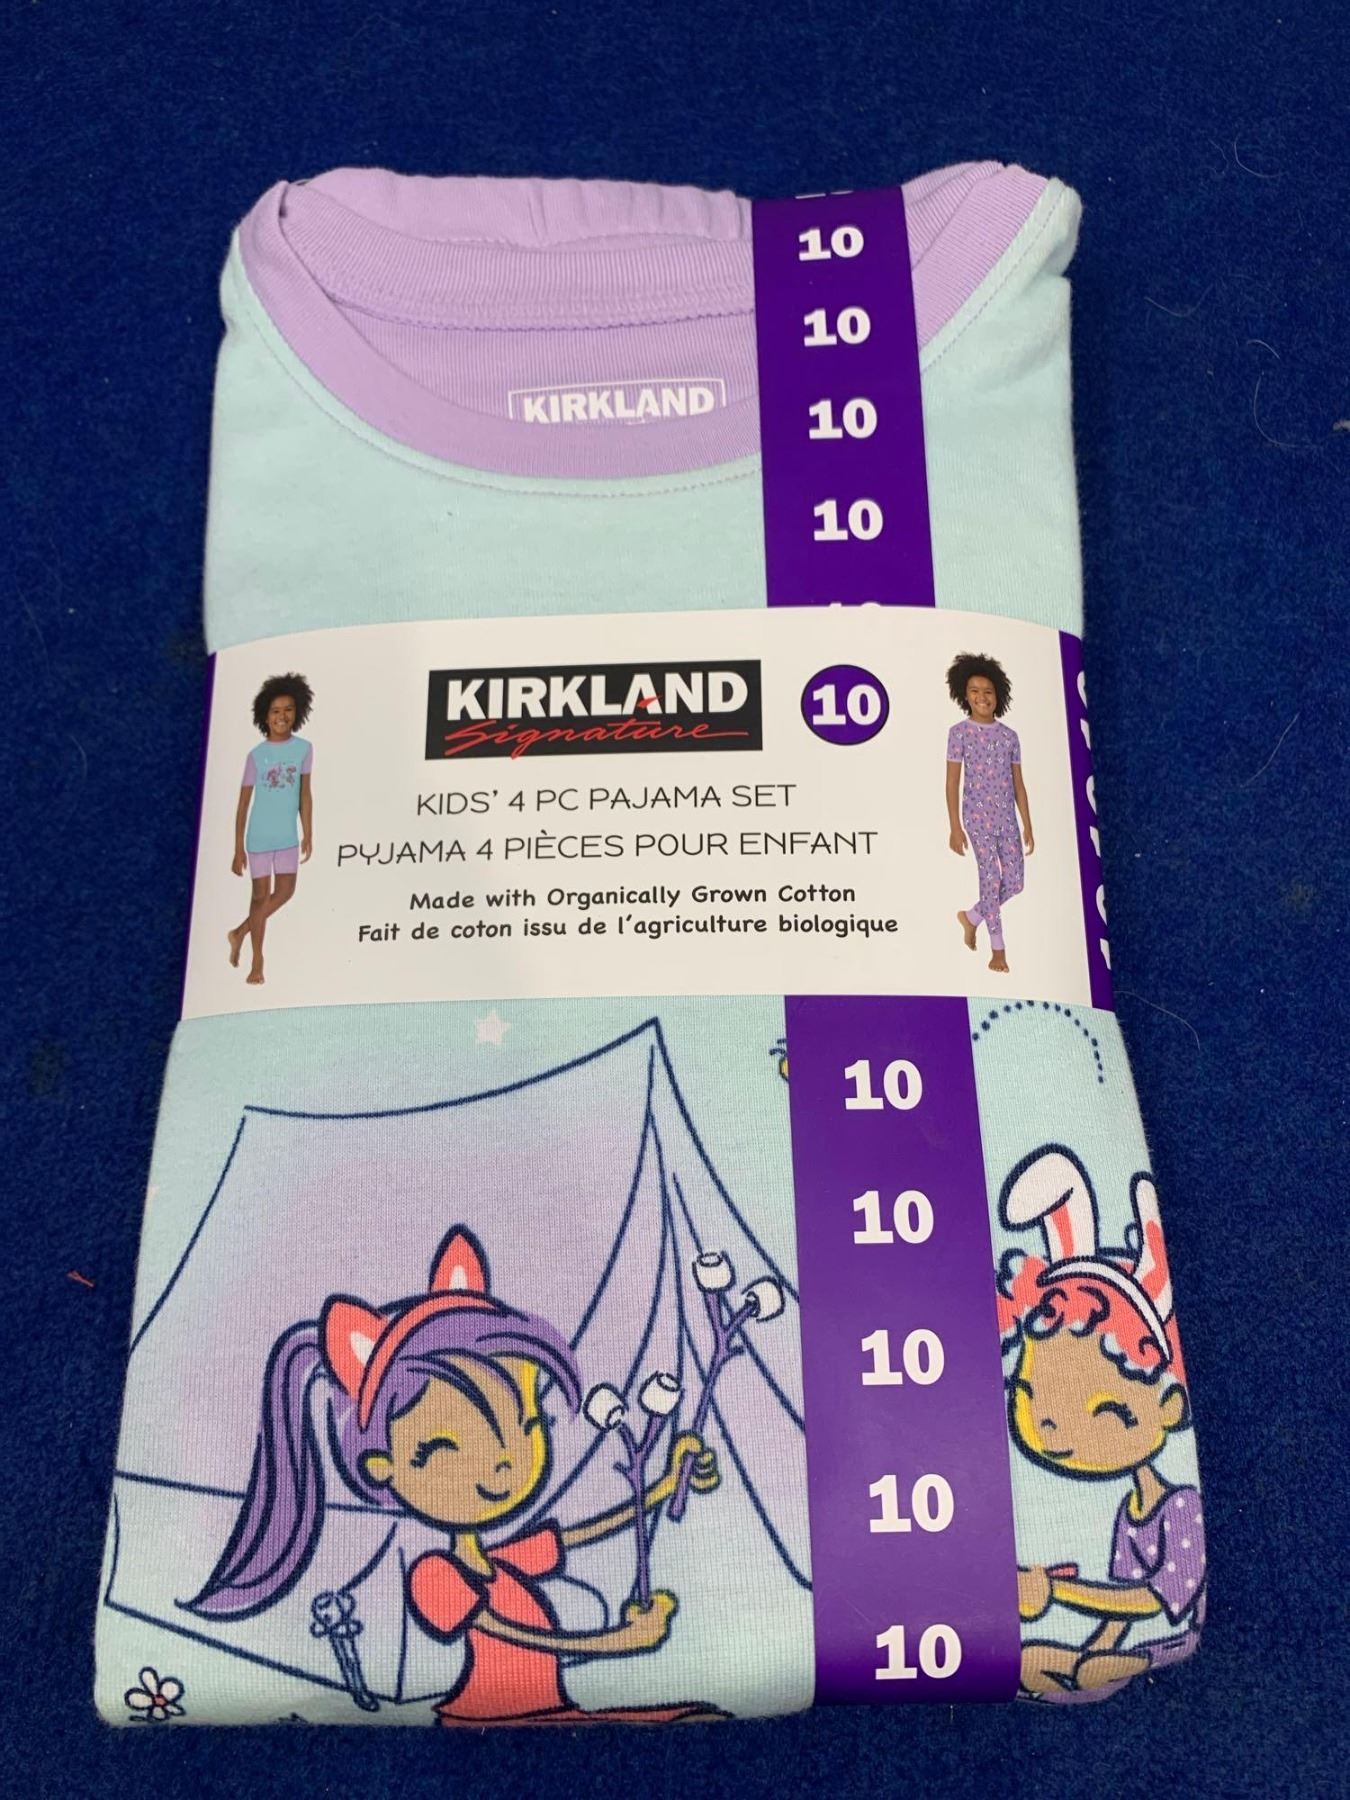 10
10
10
10
KIRKLAND
KIRKLAND
Signature
10
KIDS' 4 PC PAJAMA SET
PYJAMA 4 PIÈCES POUR ENFANT
Made with Organically Grown Cotton
Fait de coton issu de l'agriculture biologique
10
10
10
10
10